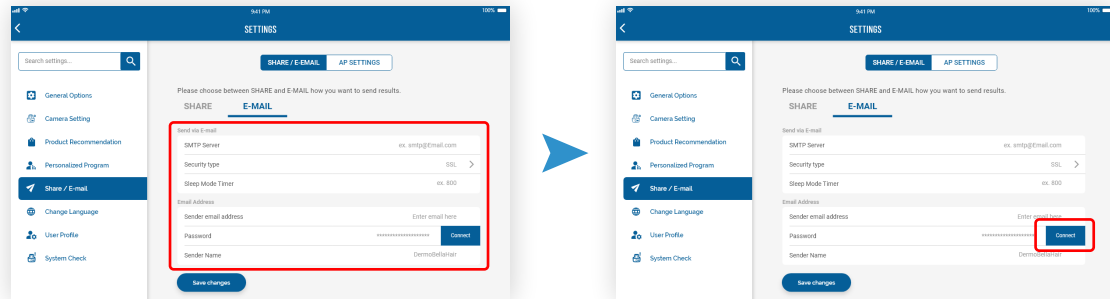 9:41 PM
100%
SETTINGS
Search settings...
SHARE / E-EMAIL AP SETTINGS
Please choose between SHARE and E-MAIL how you want to send results.
General Options
SHARE E-MAIL
Camera Setting
Send via E-mail
Product Recommendation
SMTP Server ex. smtp@Email.com
Personalized Program
Security type SSL
Share / E-mail
Sleep Mode Timer ex. 800
Email Address
Change Language
Sender email address Enter email here
User Profile
Password ******************** Connect
System Check
Sender Name DermoBellaHair
Save changes
9:41 PM
100%
SETTINGS
Search settings...
SHARE / E-EMAIL AP SETTINGS
Please choose between SHARE and E-MAIL how you want to send results.
General Options
SHARE E-MAIL
Camera Setting
Send via E-mail
Product Recommendation
SMTP Server ex. smtp@Email.com
Personalized Program
Security type SSL
Share / E-mail
Sleep Mode Timer ex. 800
Email Address
Change Language
Sender email address Enter email here
User Profile
Password ******************** Connect
System Check
Sender Name DermoBellaHair
Save changes